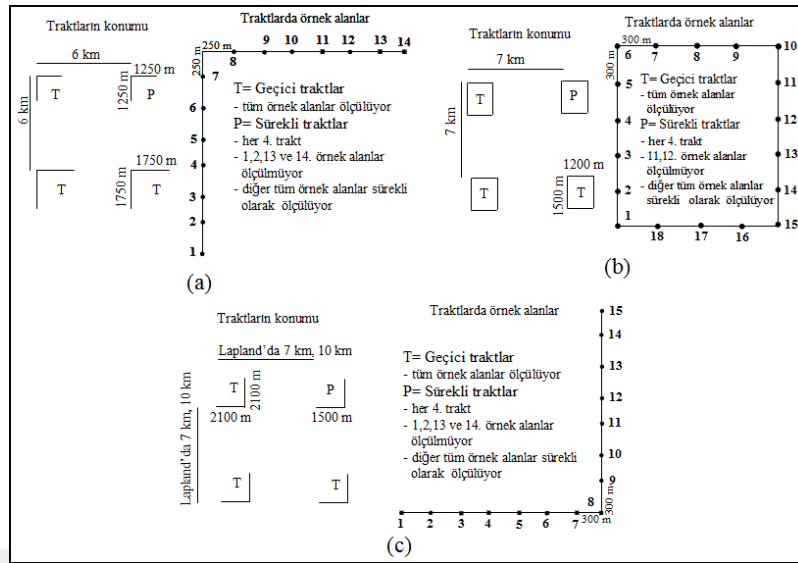 Traktların konumu
6 km
6 km
1250 m
1250 m
T
P
1750 m
1750 m
T
T
(a)
Traktlarda örnek alanlar
250 m
250 m
8
9
10
11
12
13
14
7
6
5
4
3
2
1
T= Geçici traktlar
- tüm örnek alanlar ölçülüyor
P= Sürekli traktlar
- her 4. trakt
- 1,2,13 ve 14. örnek alanlar
ölçülmüyor
- diğer tüm örnek alanlar sürekli
olarak ölçülüyor
Traktların konumu
7 km
7 km
T
P
1200 m
1500 m
T
T
(b)
Traktlarda örnek alanlar
300 m
300 m
6
7
8
9
10
5
4
3
2
1
11
12
13
14
15
18
17
16
T= Geçici traktlar
- tüm örnek alanlar
ölçülüyor
P= Sürekli traktlar
- her 4. trakt
- 11,12. örnek alanlar
ölçülmüyor
- diğer tüm örnek alanlar
sürekli olarak ölçülüyor
Traktların konumu
Lapland’da 7 km, 10 km
Lapland’da 7 km, 10 km
T
2100 m
2100 m
P
1500 m
T
T
(c)
Traktlarda örnek alanlar
T= Geçici traktlar
- tüm örnek alanlar ölçülüyor
P= Sürekli traktlar
- her 4. trakt
- 1,2,13 ve 14. örnek alanlar
ölçülmüyor
- diğer tüm örnek alanlar sürekli
olarak ölçülüyor
15
14
13
12
11
10
9
8
300 m
300 m
1
2
3
4
5
6
7